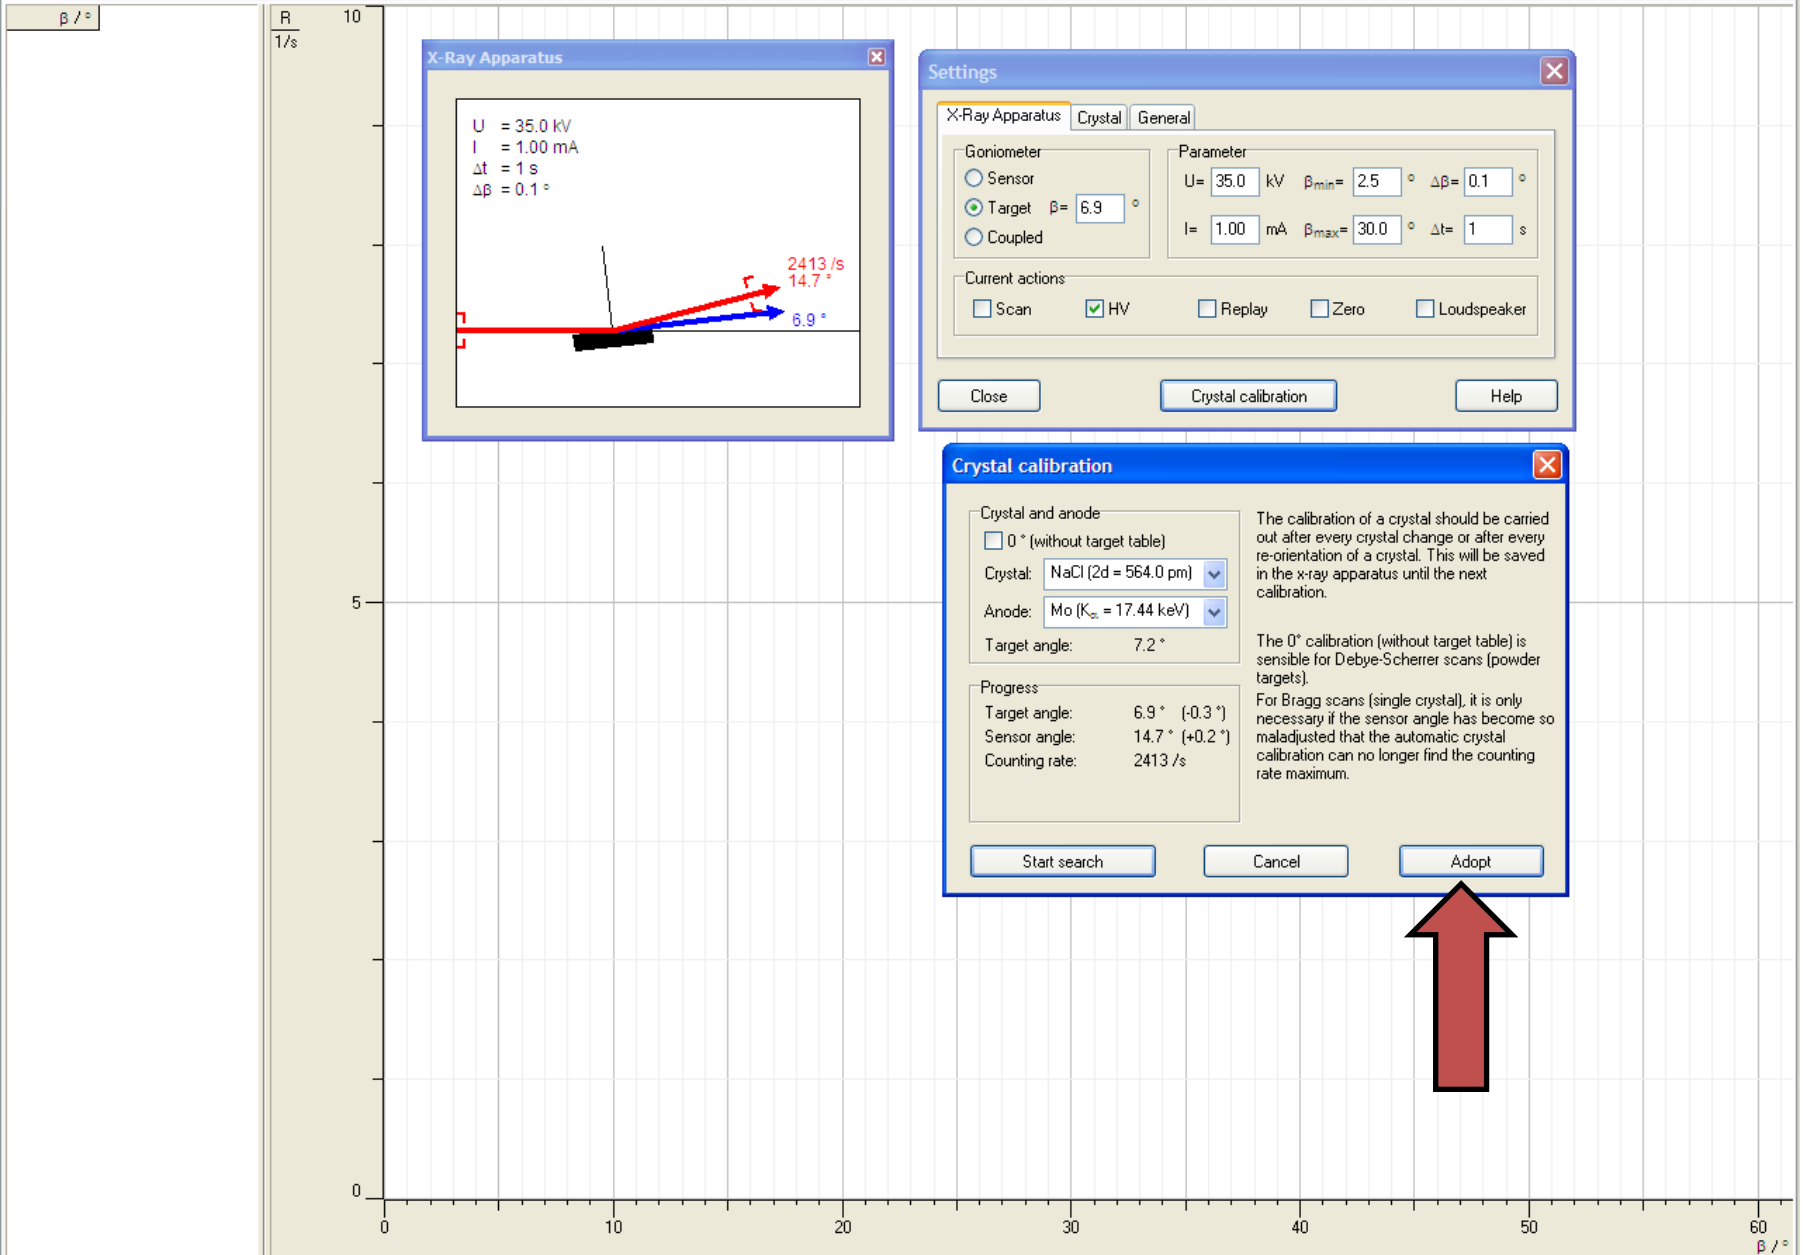 β / °
R
1/s
10
5
0
X-Ray Apparatus
U = 35.0 kV
I = 1.00 mA
Δt = 1 s
Δβ = 0.1 °
2413 /s
14.7 °
6.9 °
Settings
X-Ray Apparatus Crystal General
Goniometer
Sensor
Target β= 6.9 °
Coupled
Parameter
U= 35.0 kV βmin= 2.5 ° Δβ= 0.1 °
I= 1.00 mA βmax= 30.0 ° Δt= 1 s
Current actions
Scan HV Replay Zero Loudspeaker
Close Crystal calibration Help
Crystal calibration
Crystal and anode
0 ° (without target table)
Crystal: NaCl (2d = 564.0 pm)
Anode: Mo (Kα = 17.44 keV)
Target angle: 7.2 °
Progress
Target angle: 6.9 ° (-0.3 °)
Sensor angle: 14.7 ° (+0.2 °)
Counting rate: 2413 /s
The calibration of a crystal should be carried
out after every crystal change or after every
re-orientation of a crystal. This will be saved
in the x-ray apparatus until the next
calibration.
The 0° calibration (without target table) is
sensible for Debye-Scherrer scans (powder
targets).
For Bragg scans (single crystal), it is only
necessary if the sensor angle has become so
maladjusted that the automatic crystal
calibration can no longer find the counting
rate maximum.
Start search Cancel Adopt
0 10 20 30 40 50 60
β / °